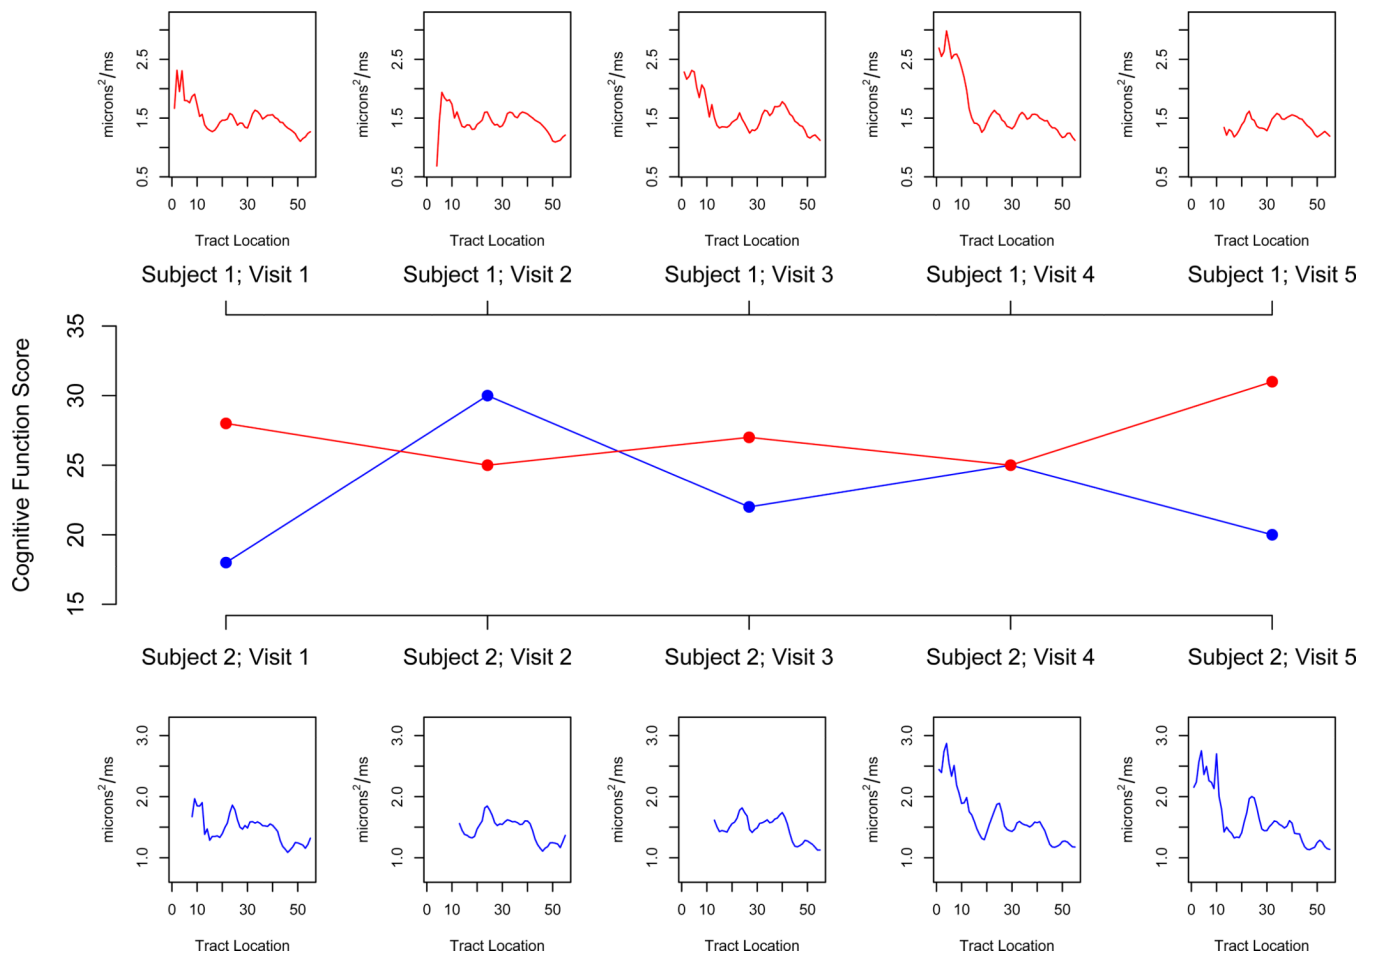 microns²/ms
0.5 1.5 2.5
0 10 30 50
Tract Location
Subject 1; Visit 1
microns²/ms
0.5 1.5 2.5
0 10 30 50
Tract Location
Subject 1; Visit 2
microns²/ms
0.5 1.5 2.5
0 10 30 50
Tract Location
Subject 1; Visit 3
microns²/ms
0.5 1.5 2.5
0 10 30 50
Tract Location
Subject 1; Visit 4
microns²/ms
0.5 1.5 2.5
0 10 30 50
Tract Location
Subject 1; Visit 5
Cognitive Function Score
15 20 25 30 35
Subject 2; Visit 1
microns²/ms
1.0 2.0 3.0
0 10 30 50
Tract Location
Subject 2; Visit 2
microns²/ms
1.0 2.0 3.0
0 10 30 50
Tract Location
Subject 2; Visit 3
microns²/ms
1.0 2.0 3.0
0 10 30 50
Tract Location
Subject 2; Visit 4
microns²/ms
1.0 2.0 3.0
0 10 30 50
Tract Location
Subject 2; Visit 5
microns²/ms
1.0 2.0 3.0
0 10 30 50
Tract Location